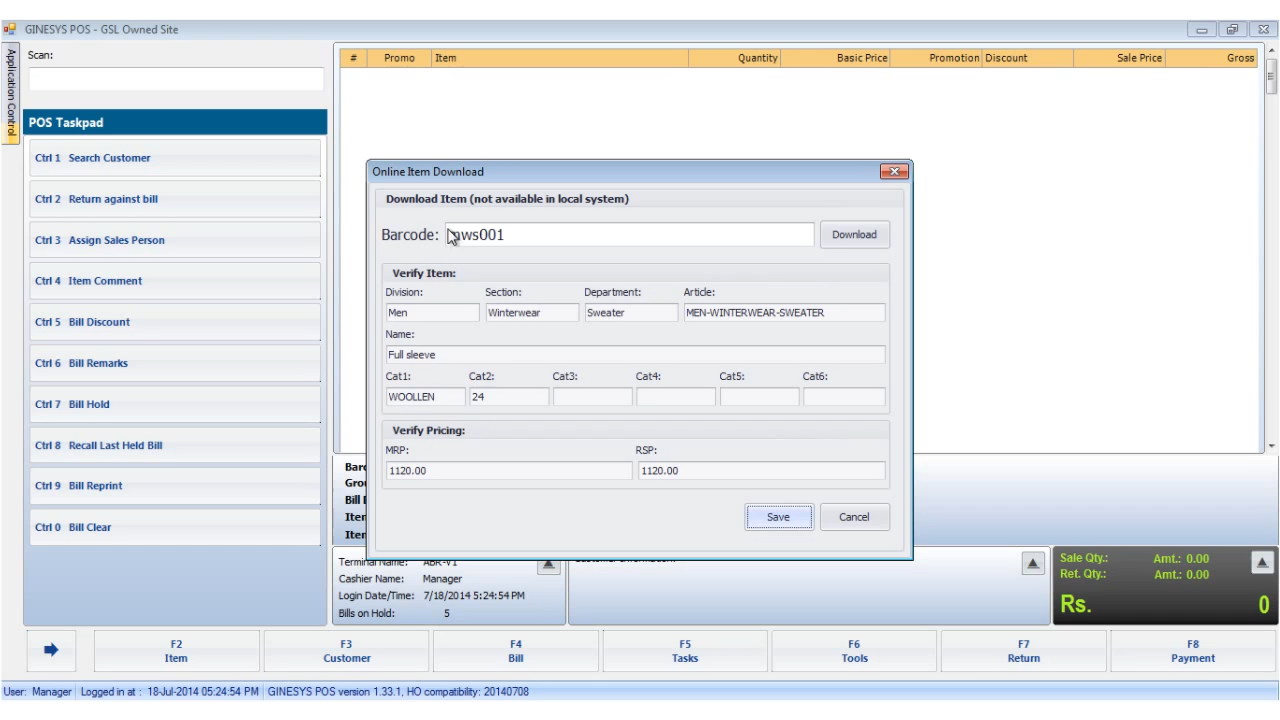 GINESYS POS - GSL Owned Site
Application Control
Scan:
# Promo Item Quantity Basic Price Promotion Discount Sale Price Gross
POS Taskpad
Ctrl 1 Search Customer
Ctrl 2 Return against bill
Ctrl 3 Assign Sales Person
Ctrl 4 Item Comment
Ctrl 5 Bill Discount
Ctrl 6 Bill Remarks
Ctrl 7 Bill Hold
Ctrl 8 Recall Last Held Bill
Ctrl 9 Bill Reprint
Ctrl 0 Bill Clear
Online Item Download
Download Item (not available in local system)
Barcode: Download
Verify Item:
Division: Section: Department: Article:
Men Winterwear Sweater MEN-WINTERWEAR-SWEATER
Name:
Full sleeve
Cat1: Cat2: Cat3: Cat4: Cat5: Cat6:
WOOLLEN 24
Verify Pricing:
MRP: RSP:
1120.00 1120.00
Save Cancel
Bill
Terminal Name: ABR-V1
Cashier Name: Manager
Login Date/Time: 7/18/2014 5:24:54 PM
Bills on Hold: 5
Sale Qty.: Amt.: 0.00
Ret. Qty.: Amt.: 0.00
Rs. 0
F2 F3 F4 F5 F6 F7 F8
Item Customer Bill Tasks Tools Return Payment
User: Manager Logged in at : 18-Jul-2014 05:24:54 PM GINESYS POS version 1.33.1, HO compatibility: 20140708